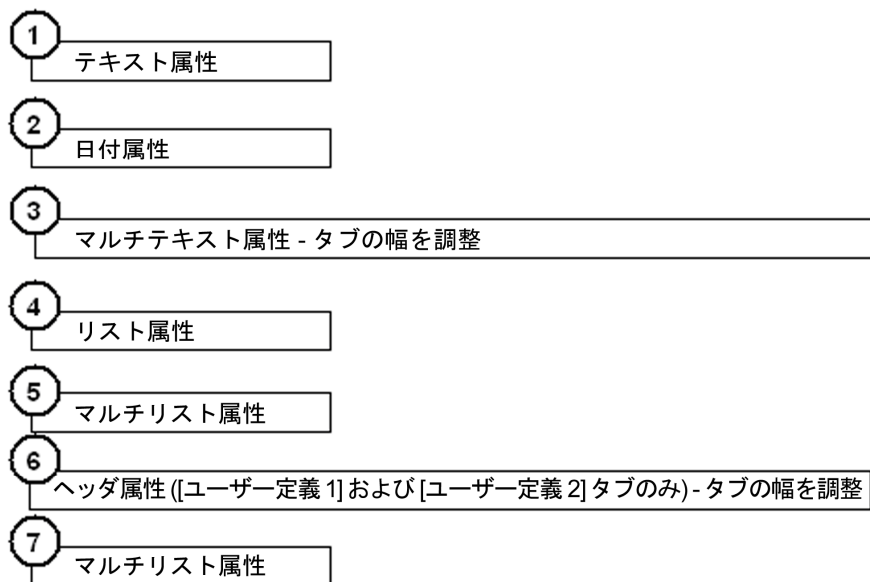 1
テキスト属性
2
日付属性
3
マルチテキスト属性 - タブの幅を調整
4
リスト属性
5
マルチリスト属性
6
ヘッダ属性 ([ユーザー定義 1] および [ユーザー定義 2] タブのみ) - タブの幅を調整
7
マルチリスト属性